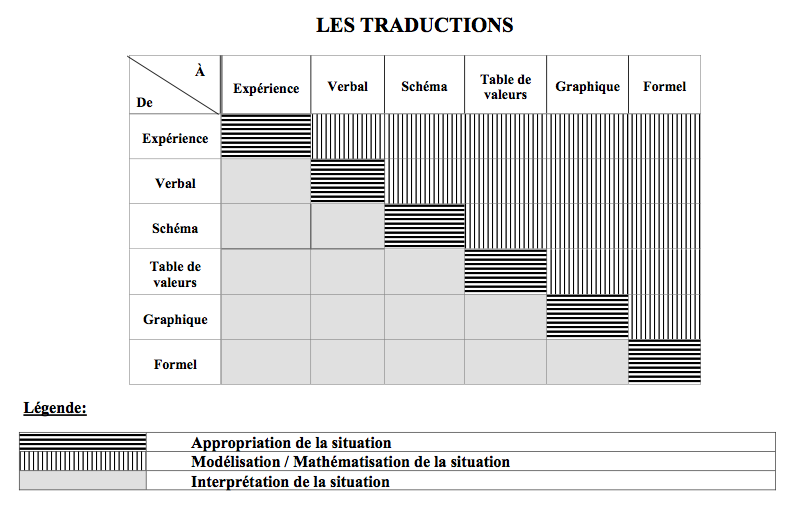 LES TRADUCTIONS
À
De
Expérience
Verbal
Schéma
Table de
valeurs
Graphique
Formel
Expérience
Verbal
Schéma
Table de
valeurs
Graphique
Formel
Légende:
Appropriation de la situation
Modélisation / Mathématisation de la situation
Interprétation de la situation